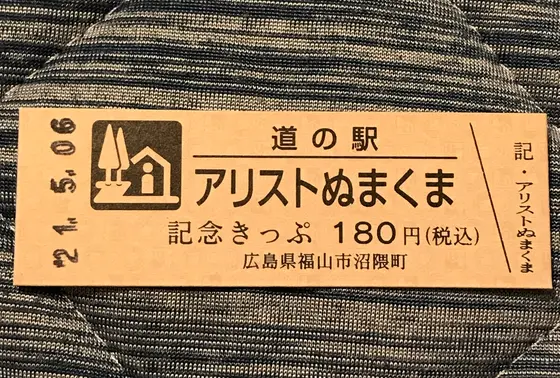 21. 5.06
道の駅
アリストぬまくま
記念きっぷ 180円(税込)
広島県福山市沼隈町
記・アリストぬまくま